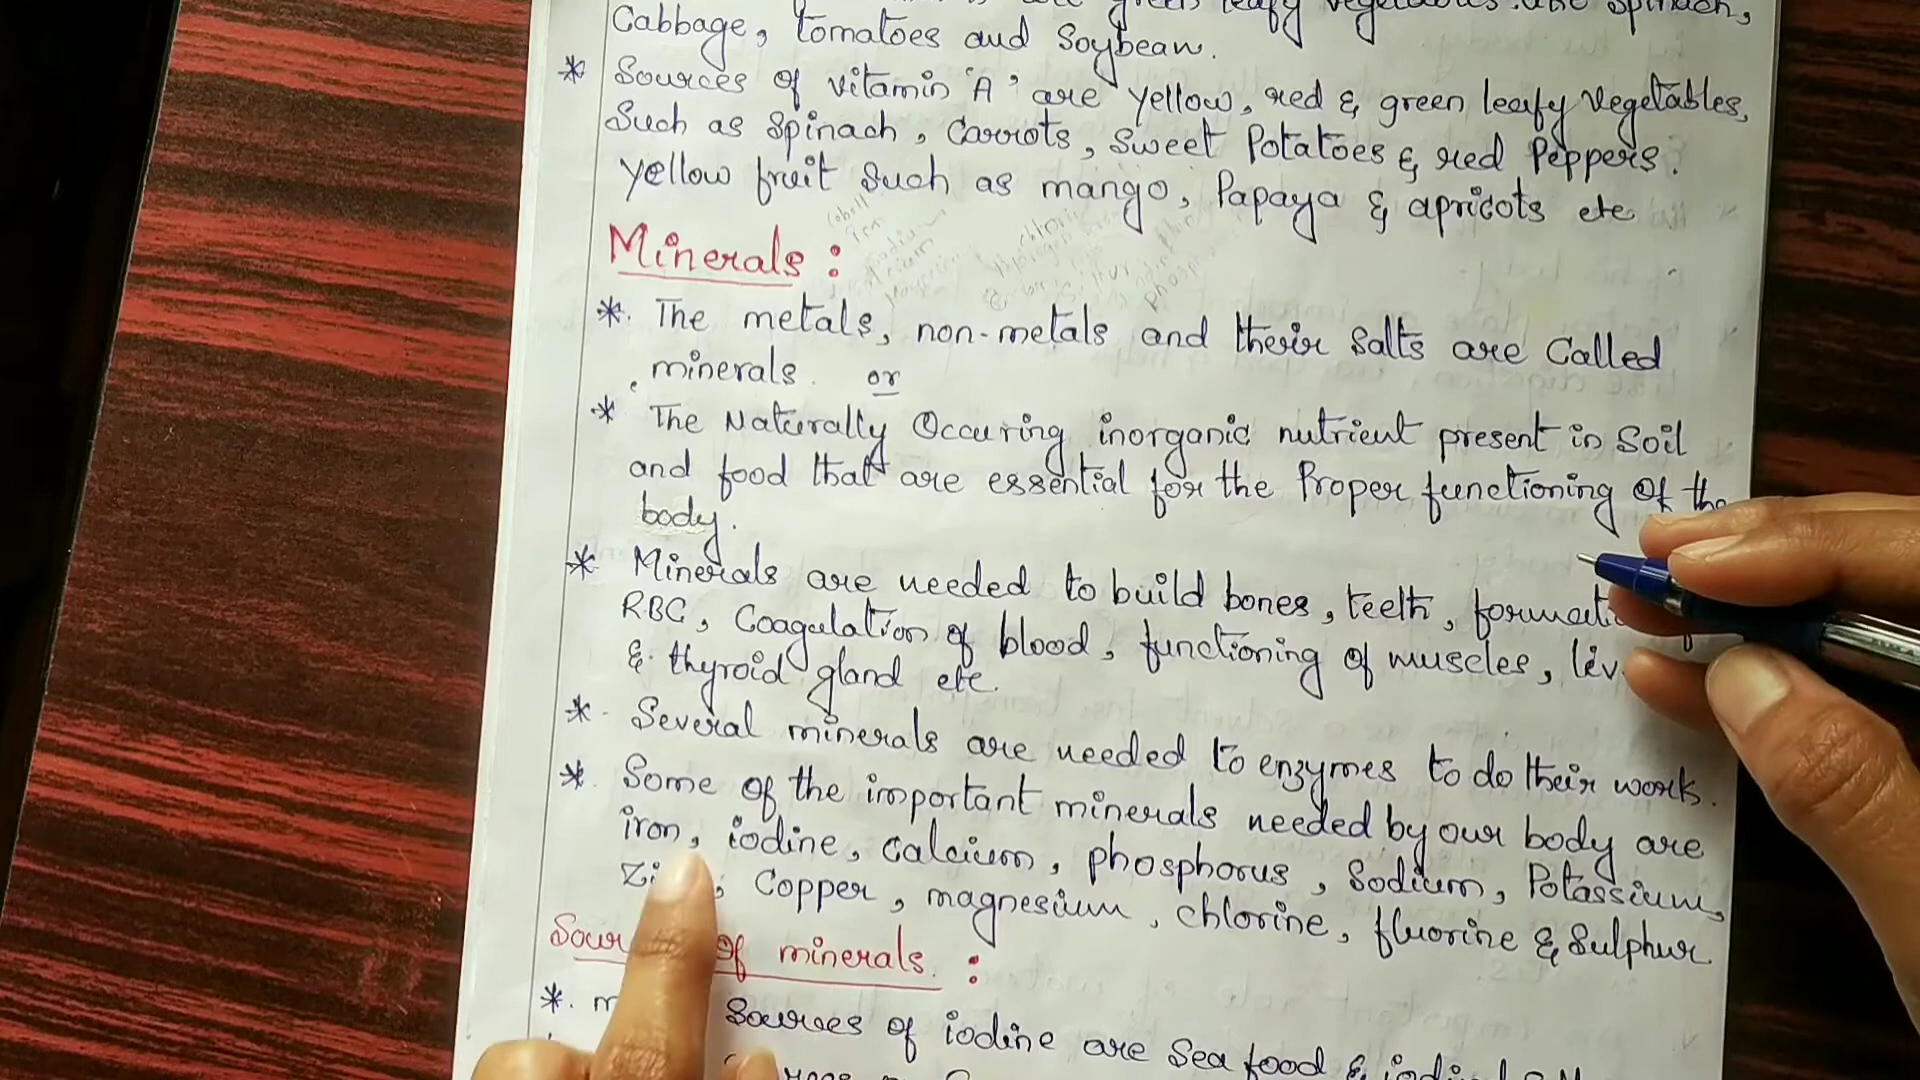 green leafy vegetables like spinach,
Cabbage, tomatoes and Soybean.
* Sources of vitamin 'A' are yellow, red & green leafy vegetables,
Such as Spinach, Carrots, Sweet Potatoes & red Peppers.
yellow fruit Such as mango, Papaya & apricots etc
Minerals :
*. The metals, non-metals and their Salts are Called
minerals. or
* The Naturally Occuring inorganic nutrient present in Soil
and food that are essential for the Proper functioning Of the
body.
* Minerals are needed to build bones, teeth,
RBC, Coagulation of blood, functioning of muscles,
& thyroid gland etc.
* Several minerals are needed to enzymes to do their work.
*. Some of the important minerals needed by our body are
iron, iodine, Calcium, phosphorus, Sodium, Potassium,
Copper, magnesium, chlorine, fluorine & Sulphur.
Of minerals. :
*. Sources of iodine are Sea food &